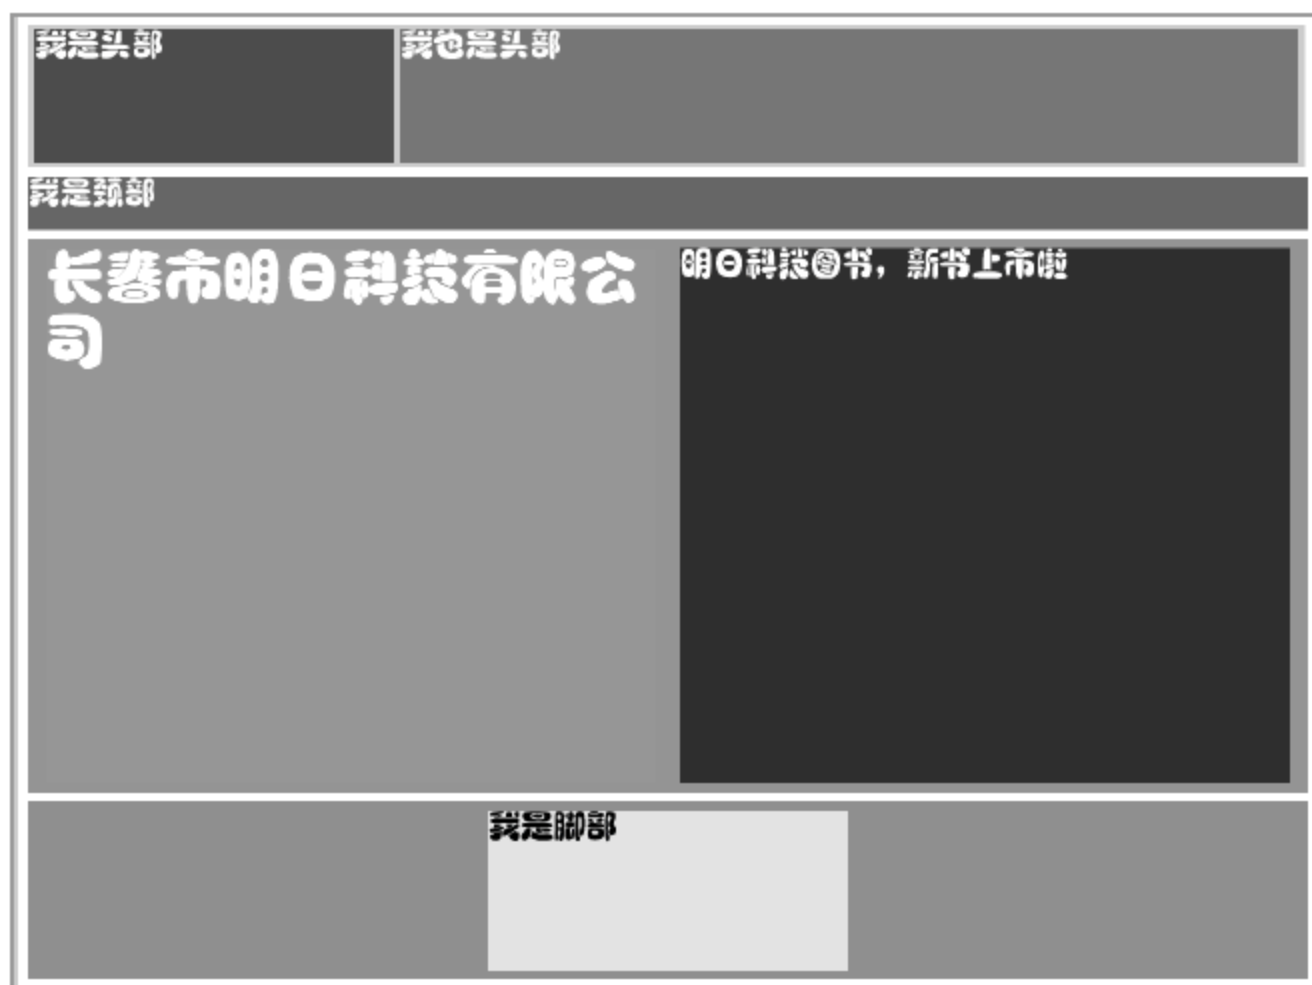 我是头部
我也是头部
我是颈部
长春市明日科技有限公
司
明日科技图书，新书上市啦
我是脚部